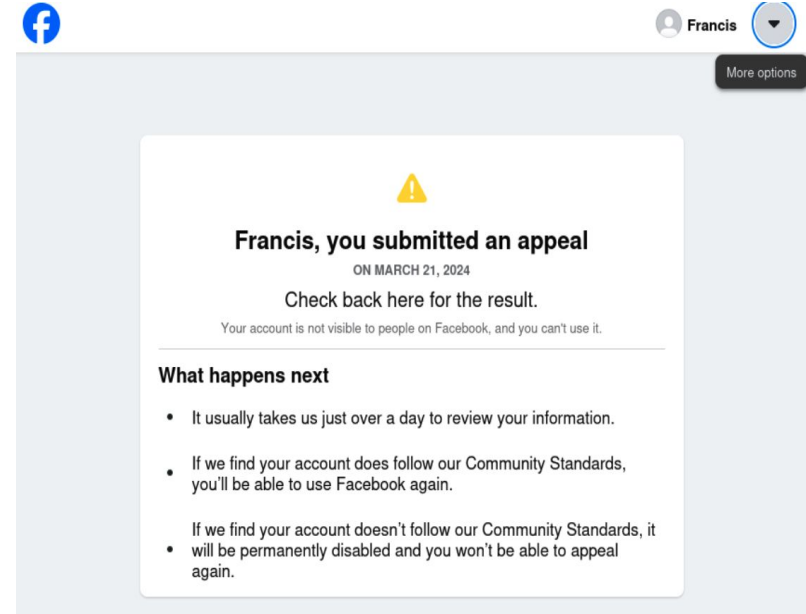 Francis
More options
Francis, you submitted an appeal
ON MARCH 21, 2024
Check back here for the result.
Your account is not visible to people on Facebook, and you can't use it.
What happens next
• It usually takes us just over a day to review your information.
• If we find your account does follow our Community Standards,
you’ll be able to use Facebook again.
If we find your account doesn’t follow our Community Standards, it
• will be permanently disabled and you won’t be able to appeal
again.